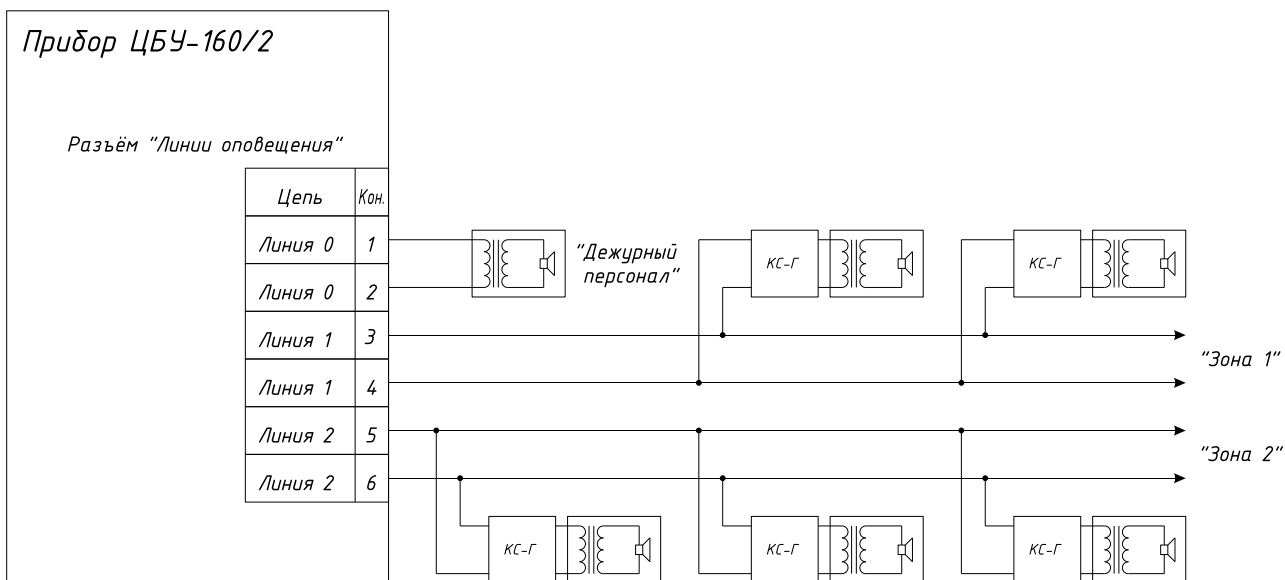 Прибор ЦБУ-160/2
Разъём "Линии оповещения"
Цепь Кон.
Линия 0 1
Линия 0 2
Линия 1 3
Линия 1 4
Линия 2 5
Линия 2 6
"Дежурный
персонал"
КС-Г
КС-Г
"Зона 1"
"Зона 2"
КС-Г
КС-Г
КС-Г